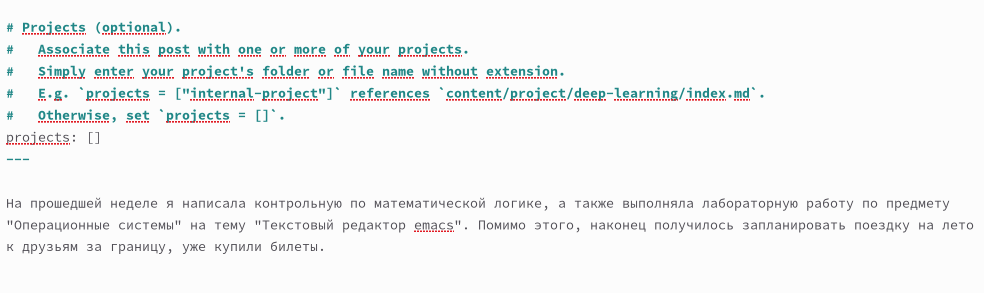 # Projects (optional).
#   Associate this post with one or more of your projects.
#   Simply enter your project's folder or file name without extension.
#   E.g. `projects = ["internal-project"]` references `content/project/deep-learning/index.md`.
#   Otherwise, set `projects = []`.
projects: []
---
На прошедшей неделе я написала контрольную по математической логике, а также выполняла лабораторную работу по предмету
"Операционные системы" на тему "Текстовый редактор emacs". Помимо этого, наконец получилось запланировать поездку на лето
к друзьям за границу, уже купили билеты.